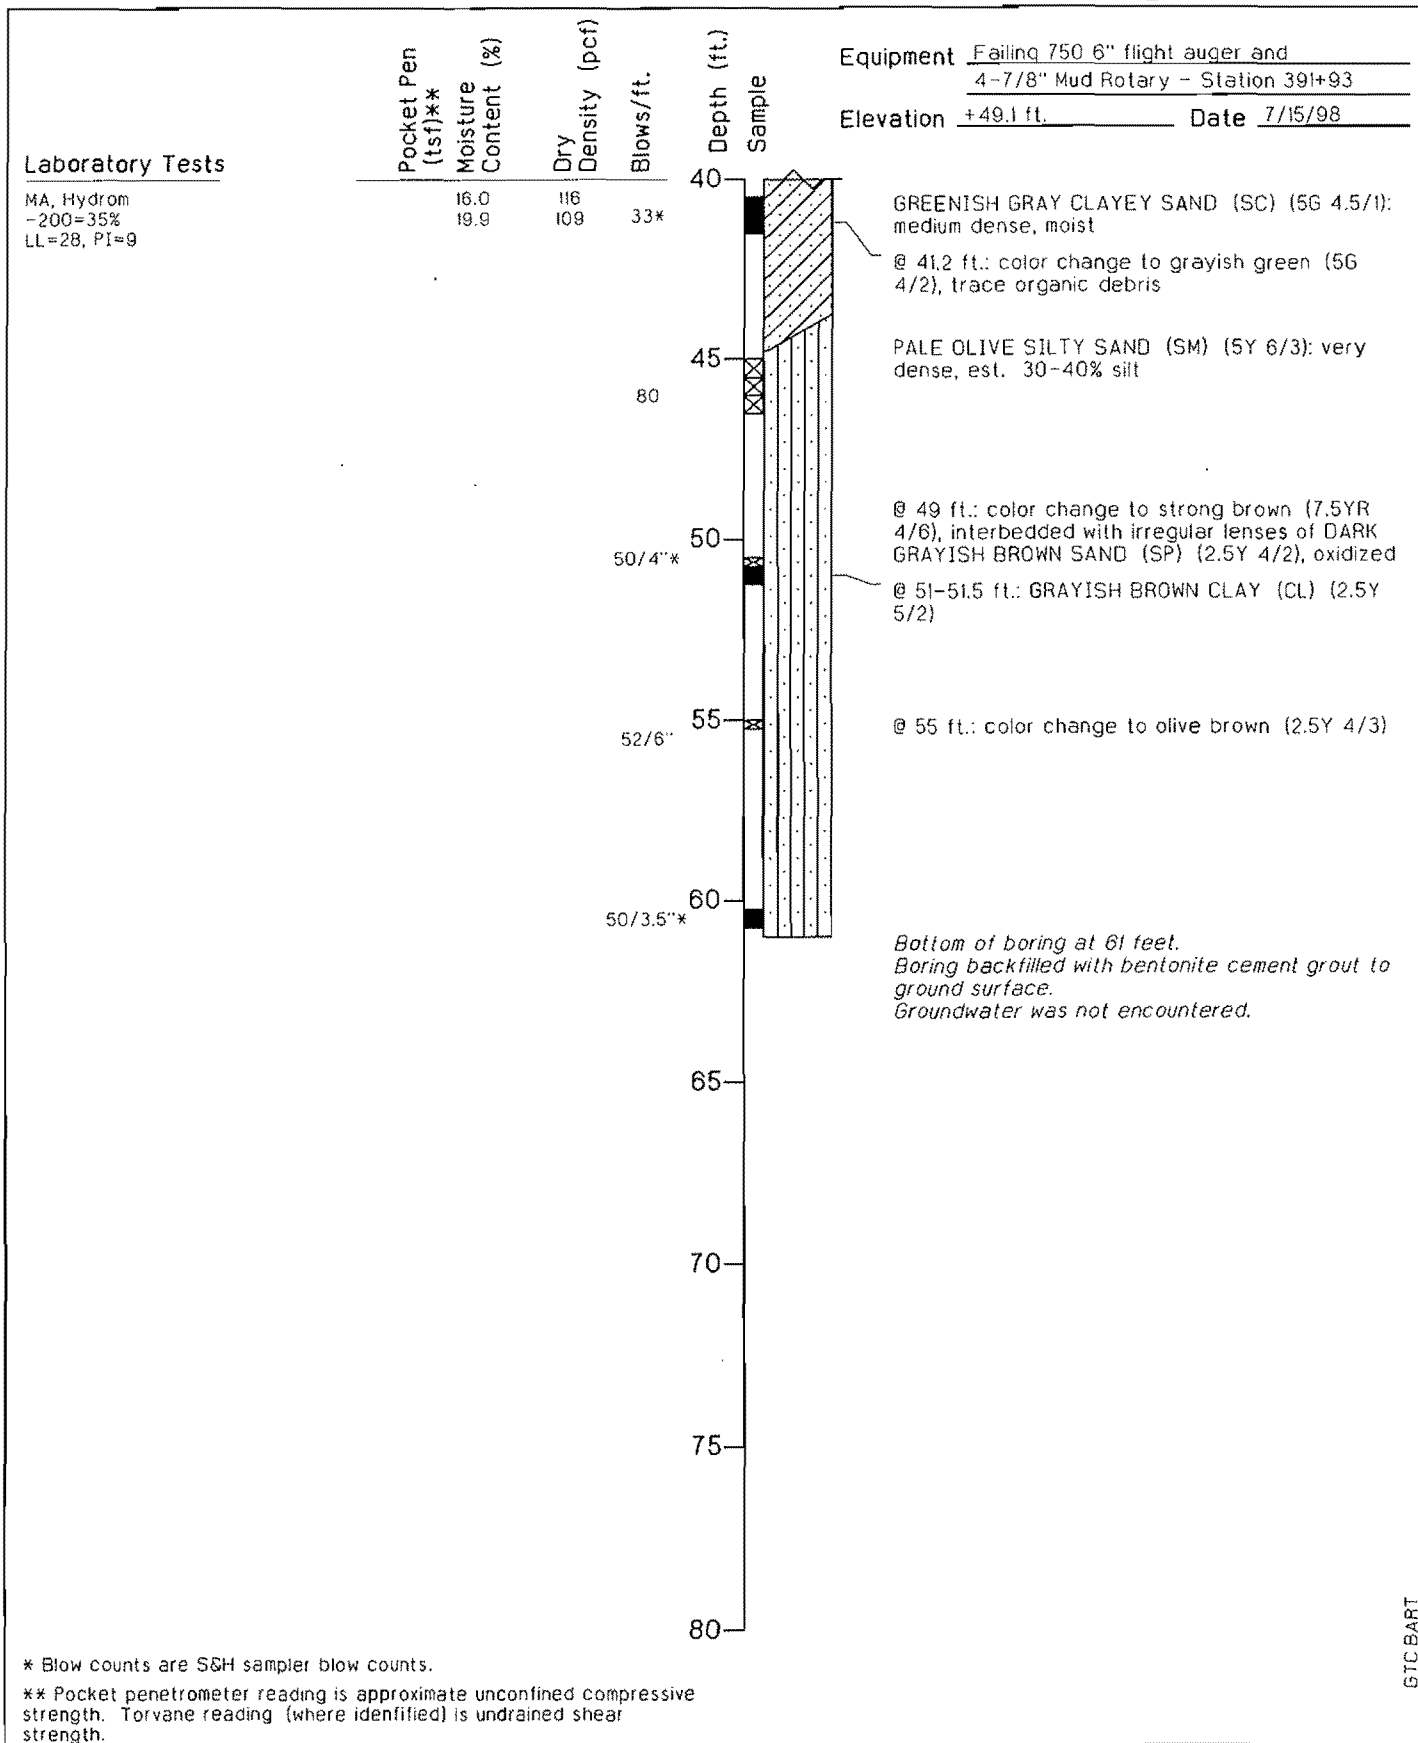 Equipment Failing 750 6" flight auger and
4-7/8" Mud Rotary - Station 391+93
Elevation +49.1 ft. Date 7/15/98
Laboratory Tests
Pocket Pen
(tsf)**
Moisture
Content (%)
Dry
Density (pcf)
Blows/ft.
Depth (ft.)
Sample
MA, Hydrom
-200=35%
LL=28, PI=9
16.0 116
19.9 109 33*
40
GREENISH GRAY CLAYEY SAND (SC) (5G 4.5/1):
medium dense, moist
@ 41.2 ft.: color change to grayish green (5G
4/2), trace organic debris
45
PALE OLIVE SILTY SAND (SM) (5Y 6/3): very
dense, est. 30-40% silt
80
@ 49 ft.: color change to strong brown (7.5YR
4/6), interbedded with irregular lenses of DARK
GRAYISH BROWN SAND (SP) (2.5Y 4/2), oxidized
50
50/4"*
@ 51-51.5 ft.: GRAYISH BROWN CLAY (CL) (2.5Y
5/2)
55
52/6"
@ 55 ft.: color change to olive brown (2.5Y 4/3)
60
50/3.5"*
Bottom of boring at 61 feet.
Boring backfilled with bentonite cement grout to
ground surface.
Groundwater was not encountered.
65
70
75
80
* Blow counts are S&H sampler blow counts.
** Pocket penetrometer reading is approximate unconfined compressive
strength. Torvane reading (where idenfified) is undrained shear
strength.
GTC BART